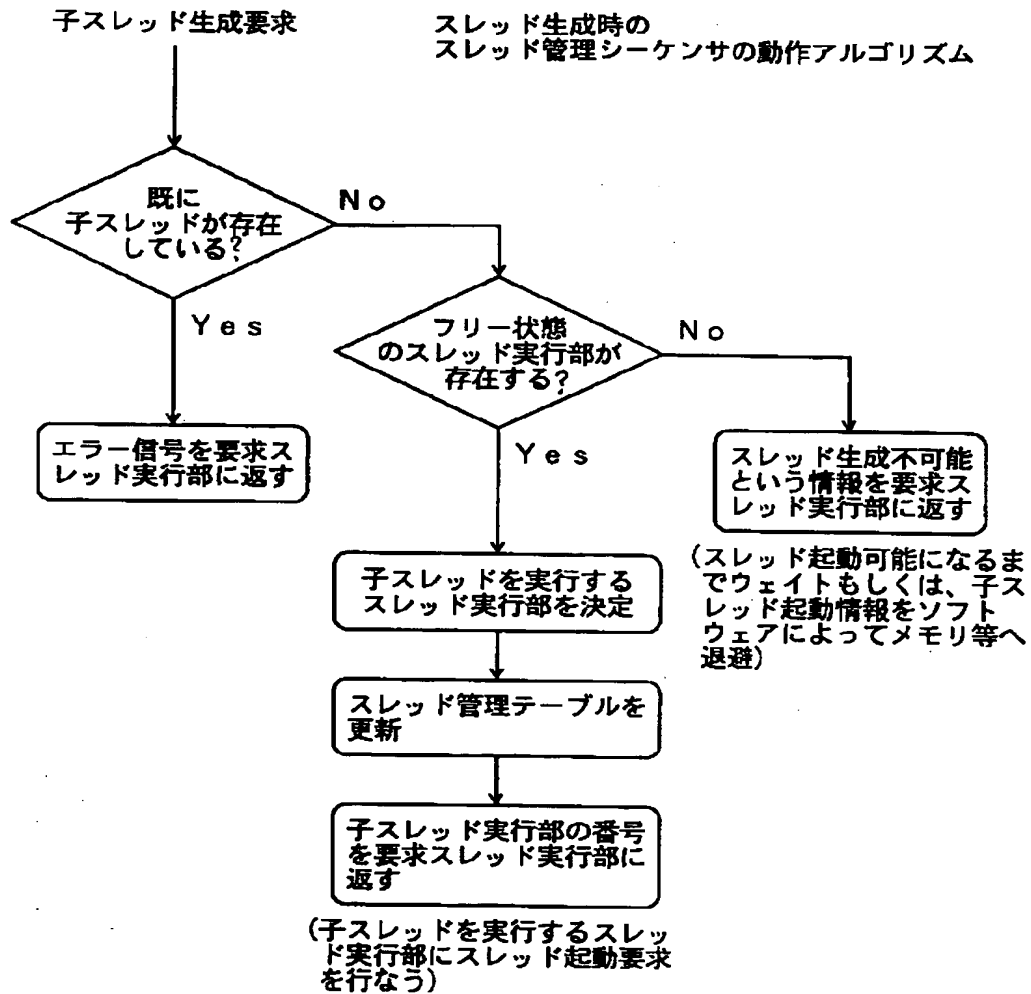 子スレッド生成要求
スレッド生成時の
スレッド管理シーケンサの動作アルゴリズム
既に
子スレッドが存在
している?
No
Yes
フリー状態
のスレッド実行部が
存在する?
No
Yes
エラー信号を要求ス
レッド実行部に返す
スレッド生成不可能
という情報を要求ス
レッド実行部に返す
(スレッド起動可能になるま
でウェイトもしくは、子ス
レッド起動情報をソフト
ウェアによってメモリ等へ
退避)
子スレッドを実行する
スレッド実行部を決定
スレッド管理テーブルを
更新
子スレッド実行部の番号
を要求スレッド実行部に
返す
(子スレッドを実行するスレッ
ド実行部にスレッド起動要求
を行なう)